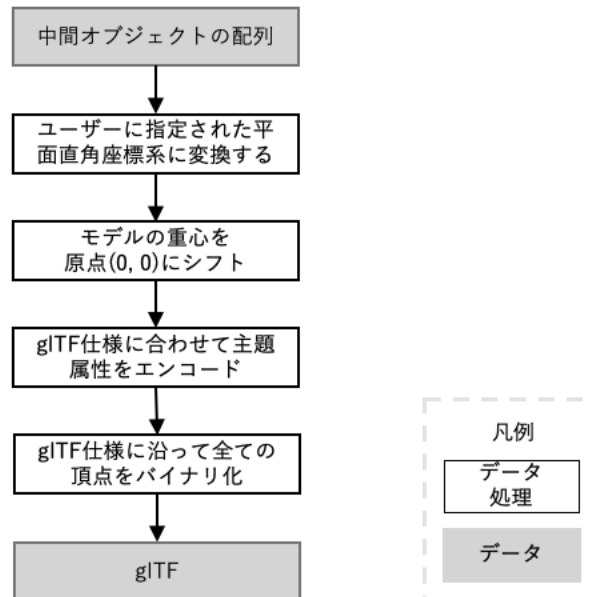 中間オブジェクトの配列
ユーザーに指定された平
面直角座標系に変換する
モデルの重心を
原点(0, 0)にシフト
glTF仕様に合わせて主題
属性をエンコード
glTF仕様に沿って全ての
頂点をバイナリ化
glTF
凡例
データ
処理
データ